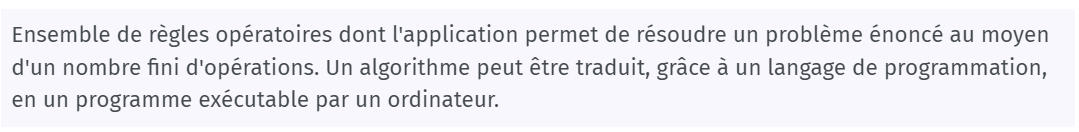 Ensemble de règles opératoires dont l'application permet de résoudre un problème énoncé au moyen
d'un nombre fini d'opérations. Un algorithme peut être traduit, grâce à un langage de programmation,
en un programme exécutable par un ordinateur.